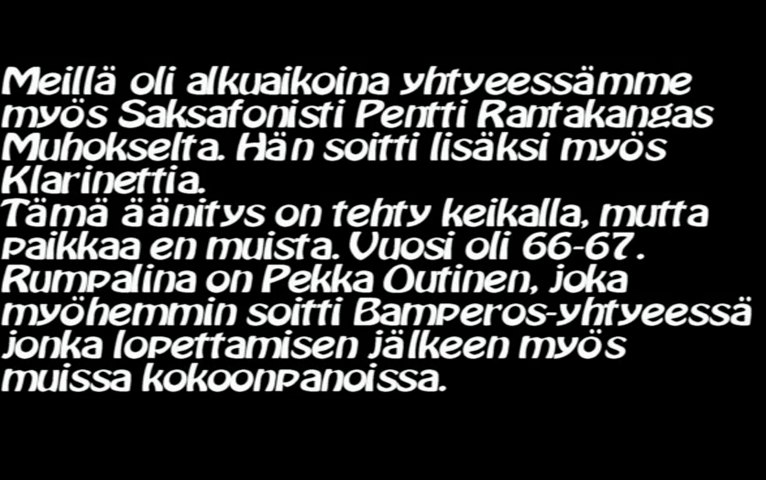 Meillä oli alkuaikoina yhtyeessämme
myös Saksafonisti Pentti Rantakangas
Muhokselta. Hän soitti lisäksi myös
Klarinettia.
Tämä äänitys on tehty keikalla, mutta
paikkaa en muista. Vuosi oli 66-67.
Rumpalina on Pekka Outinen, joka
myöhemmin soitti Bamperos-yhtyeessä
jonka lopettamisen jälkeen myös
muissa kokoonpanoissa.